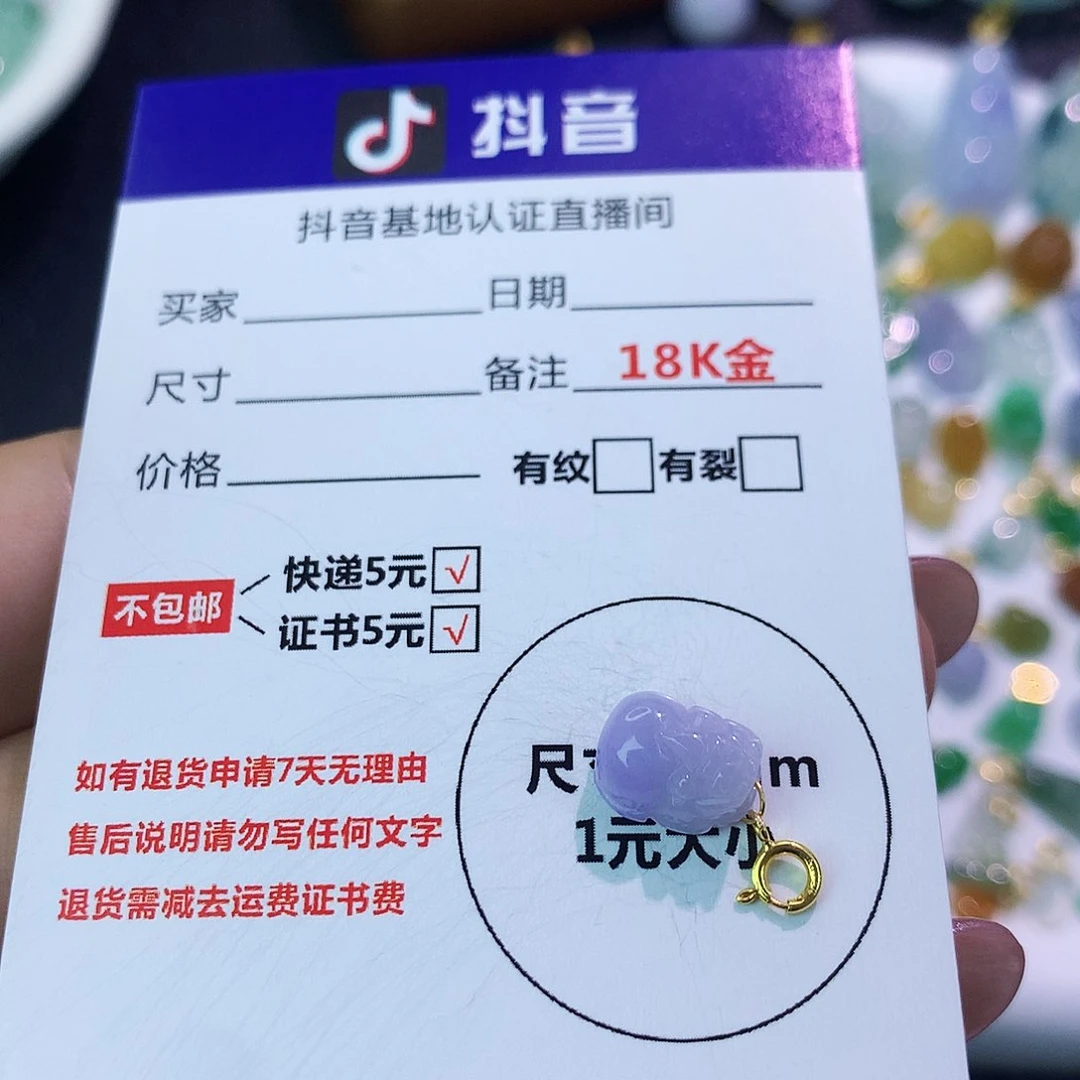 抖音
抖音基地认证直播间
买家 日期
尺寸 备注 18K金
价格 有纹 有裂
不包邮
快递5元 √
证书5元 √
如有退货申请7天无理由
售后说明请勿写任何文字
退货需减去运费证书费
尺 m
1元大小